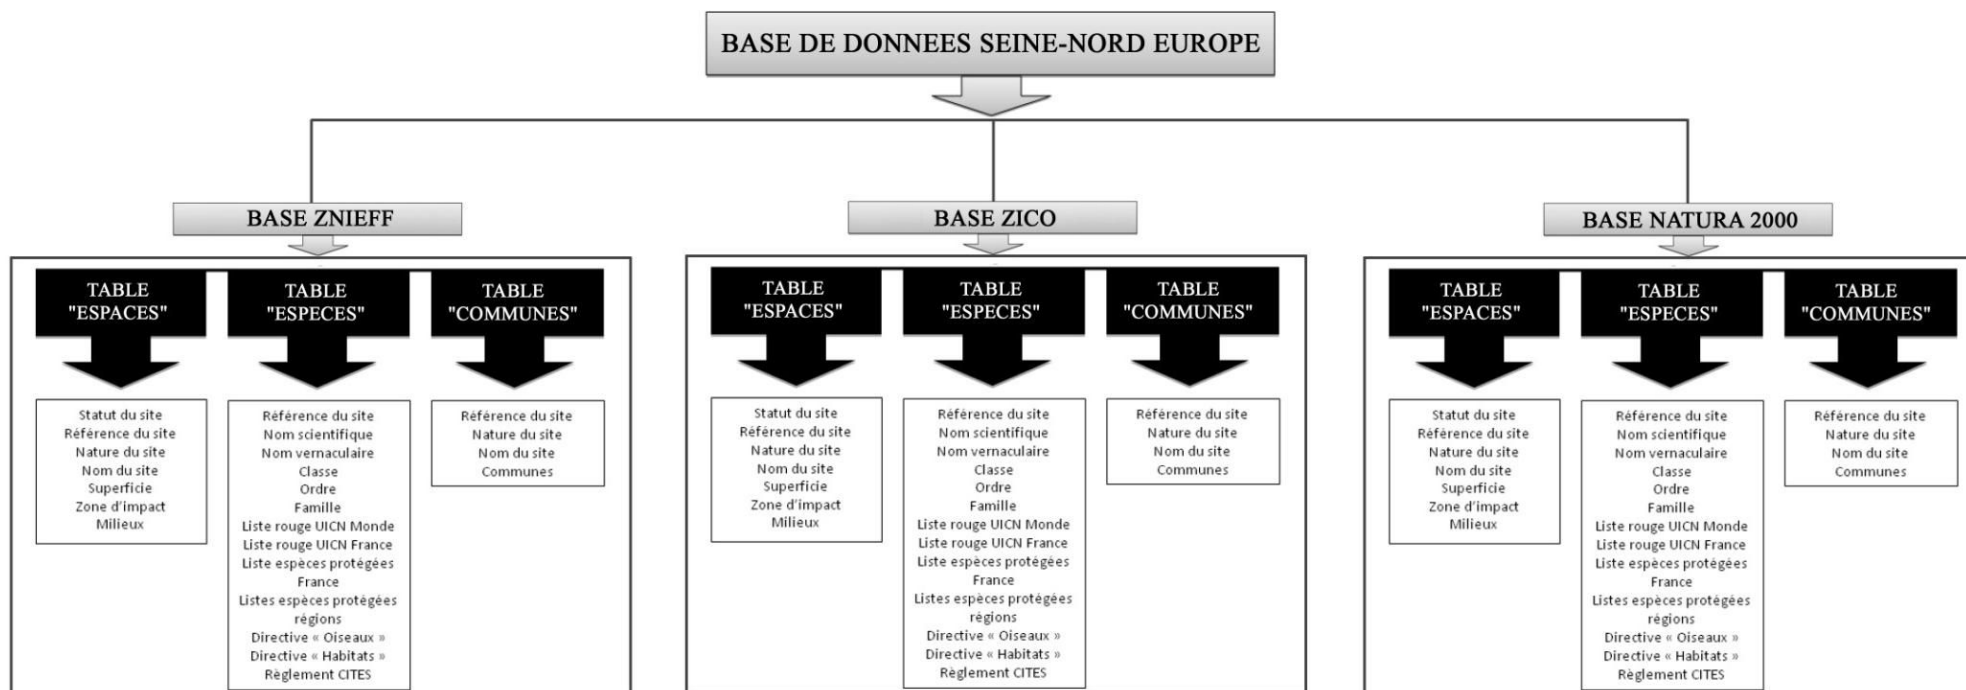 BASE DE DONNEES SEINE-NORD EUROPE
BASE ZNIEFF
TABLE
"ESPACES"
Statut du site
Référence du site
Nature du site
Nom du site
Superficie
Zone d'impact
Milieux
TABLE
"ESPECES"
Référence du site
Nom scientifique
Nom vernaculaire
Classe
Ordre
Famille
Liste rouge UICN Monde
Liste rouge UICN France
Liste espèces protégées
France
Listes espèces protégées
régions
Directive « Oiseaux »
Directive « Habitats »
Règlement CITES
TABLE
"COMMUNES"
Référence du site
Nature du site
Nom du site
Communes
BASE ZICO
TABLE
"ESPACES"
Statut du site
Référence du site
Nature du site
Nom du site
Superficie
Zone d'impact
Milieux
TABLE
"ESPECES"
Référence du site
Nom scientifique
Nom vernaculaire
Classe
Ordre
Famille
Liste rouge UICN Monde
Liste rouge UICN France
Liste espèces protégées
France
Listes espèces protégées
régions
Directive « Oiseaux »
Directive « Habitats »
Règlement CITES
TABLE
"COMMUNES"
Référence du site
Nature du site
Nom du site
Communes
BASE NATURA 2000
TABLE
"ESPACES"
Statut du site
Référence du site
Nature du site
Nom du site
Superficie
Zone d'impact
Milieux
TABLE
"ESPECES"
Référence du site
Nom scientifique
Nom vernaculaire
Classe
Ordre
Famille
Liste rouge UICN Monde
Liste rouge UICN France
Liste espèces protégées
France
Listes espèces protégées
régions
Directive « Oiseaux »
Directive « Habitats »
Règlement CITES
TABLE
"COMMUNES"
Référence du site
Nature du site
Nom du site
Communes